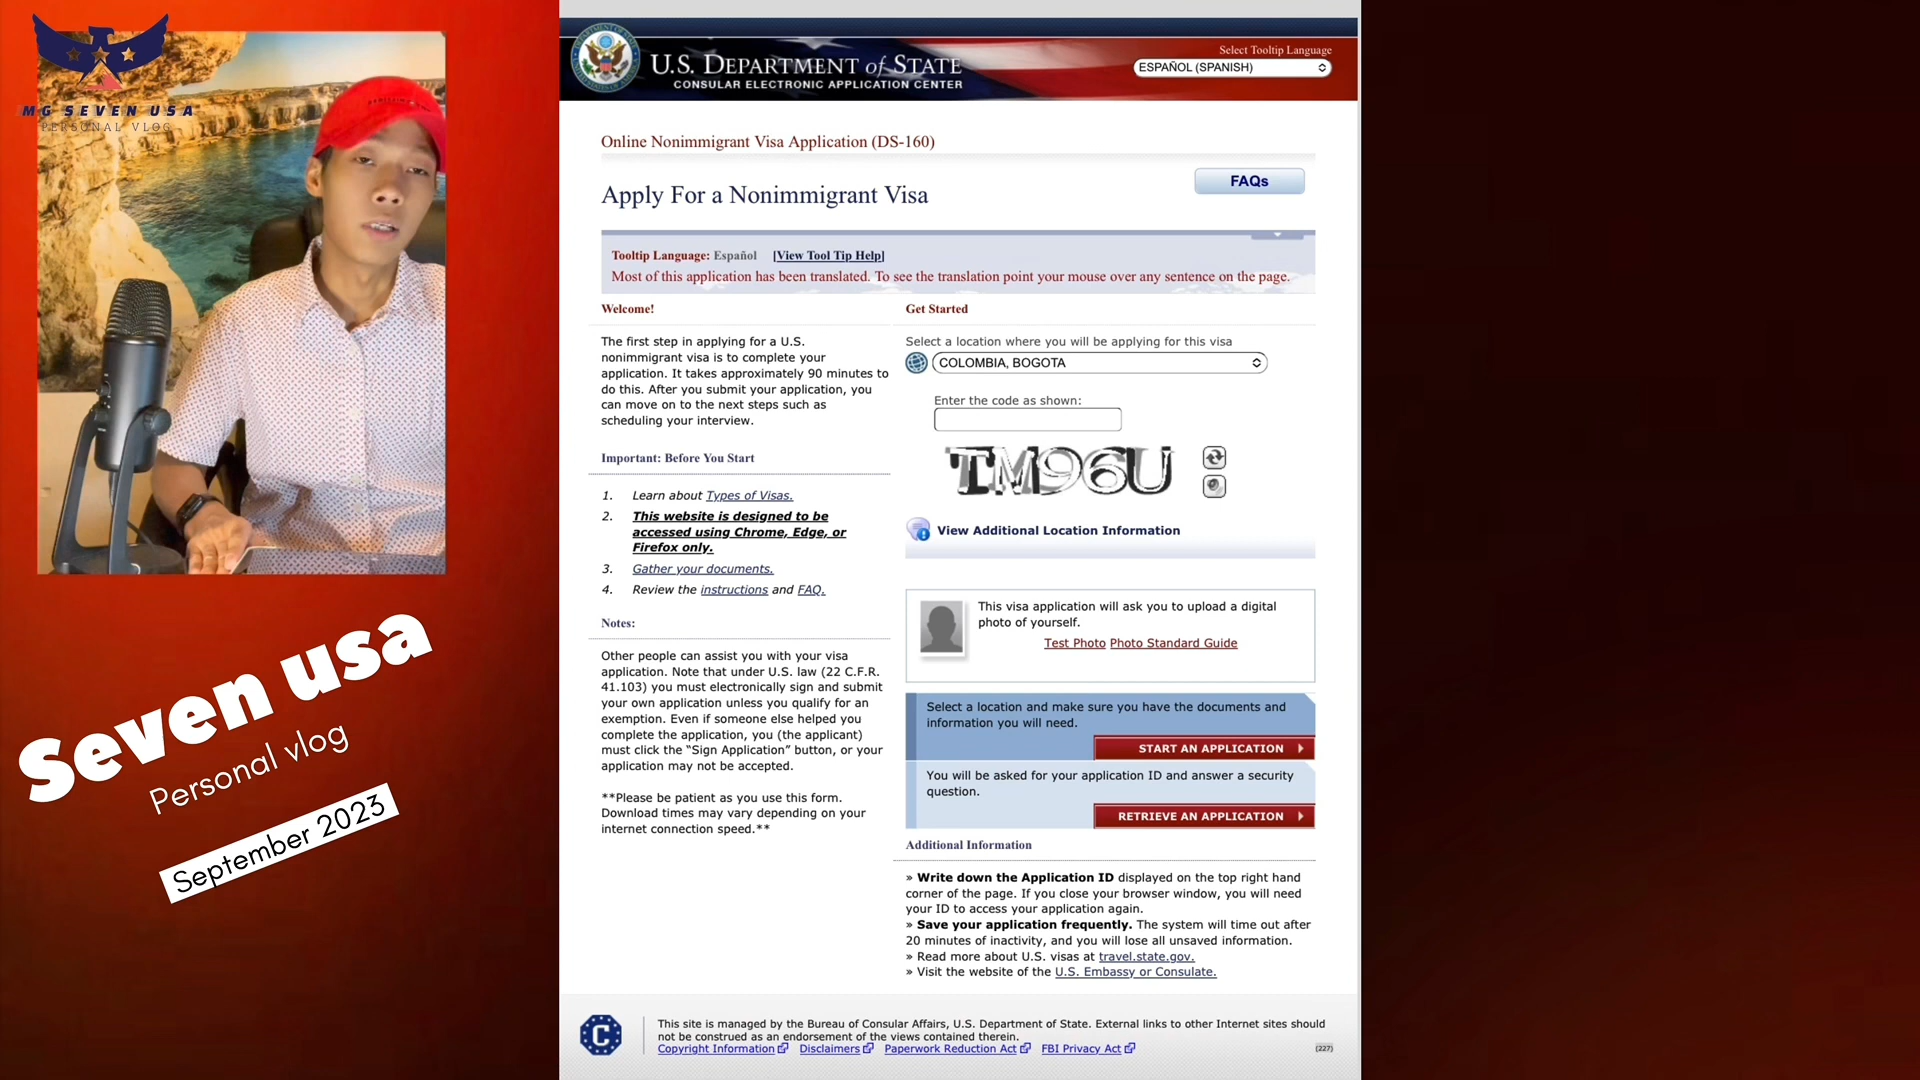 MG SEVEN USA
PERSONAL VLOG
Seven usa
Personal vlog
September 2023
U.S. DEPARTMENT of STATE
CONSULAR ELECTRONIC APPLICATION CENTER
Select Tooltip Language
ESPAÑOL (SPANISH)
Online Nonimmigrant Visa Application (DS-160)
Apply For a Nonimmigrant Visa
FAQs
Tooltip Language: Español [View Tool Tip Help]
Most of this application has been translated. To see the translation point your mouse over any sentence on the page.
Welcome!
The first step in applying for a U.S.
nonimmigrant visa is to complete your
application. It takes approximately 90 minutes to
do this. After you submit your application, you
can move on to the next steps such as
scheduling your interview.
Important: Before You Start
1. Learn about Types of Visas.
2. This website is designed to be
accessed using Chrome, Edge, or
Firefox only.
3. Gather your documents.
4. Review the instructions and FAQ.
Notes:
Other people can assist you with your visa
application. Note that under U.S. law (22 C.F.R.
41.103) you must electronically sign and submit
your own application unless you qualify for an
exemption. Even if someone else helped you
complete the application, you (the applicant)
must click the “Sign Application” button, or your
application may not be accepted.
**Please be patient as you use this form.
Download times may vary depending on your
internet connection speed.**
Get Started
Select a location where you will be applying for this visa
COLOMBIA, BOGOTA
Enter the code as shown:
TM96U
View Additional Location Information
This visa application will ask you to upload a digital
photo of yourself.
Test Photo Photo Standard Guide
Select a location and make sure you have the documents and
information you will need.
START AN APPLICATION
You will be asked for your application ID and answer a security
question.
RETRIEVE AN APPLICATION
Additional Information
» Write down the Application ID displayed on the top right hand
corner of the page. If you close your browser window, you will need
your ID to access your application again.
» Save your application frequently. The system will time out after
20 minutes of inactivity, and you will lose all unsaved information.
» Read more about U.S. visas at travel.state.gov.
» Visit the website of the U.S. Embassy or Consulate.
C
This site is managed by the Bureau of Consular Affairs, U.S. Department of State. External links to other Internet sites should
not be construed as an endorsement of the views contained therein.
Copyright Information Disclaimers Paperwork Reduction Act FBI Privacy Act
(227)